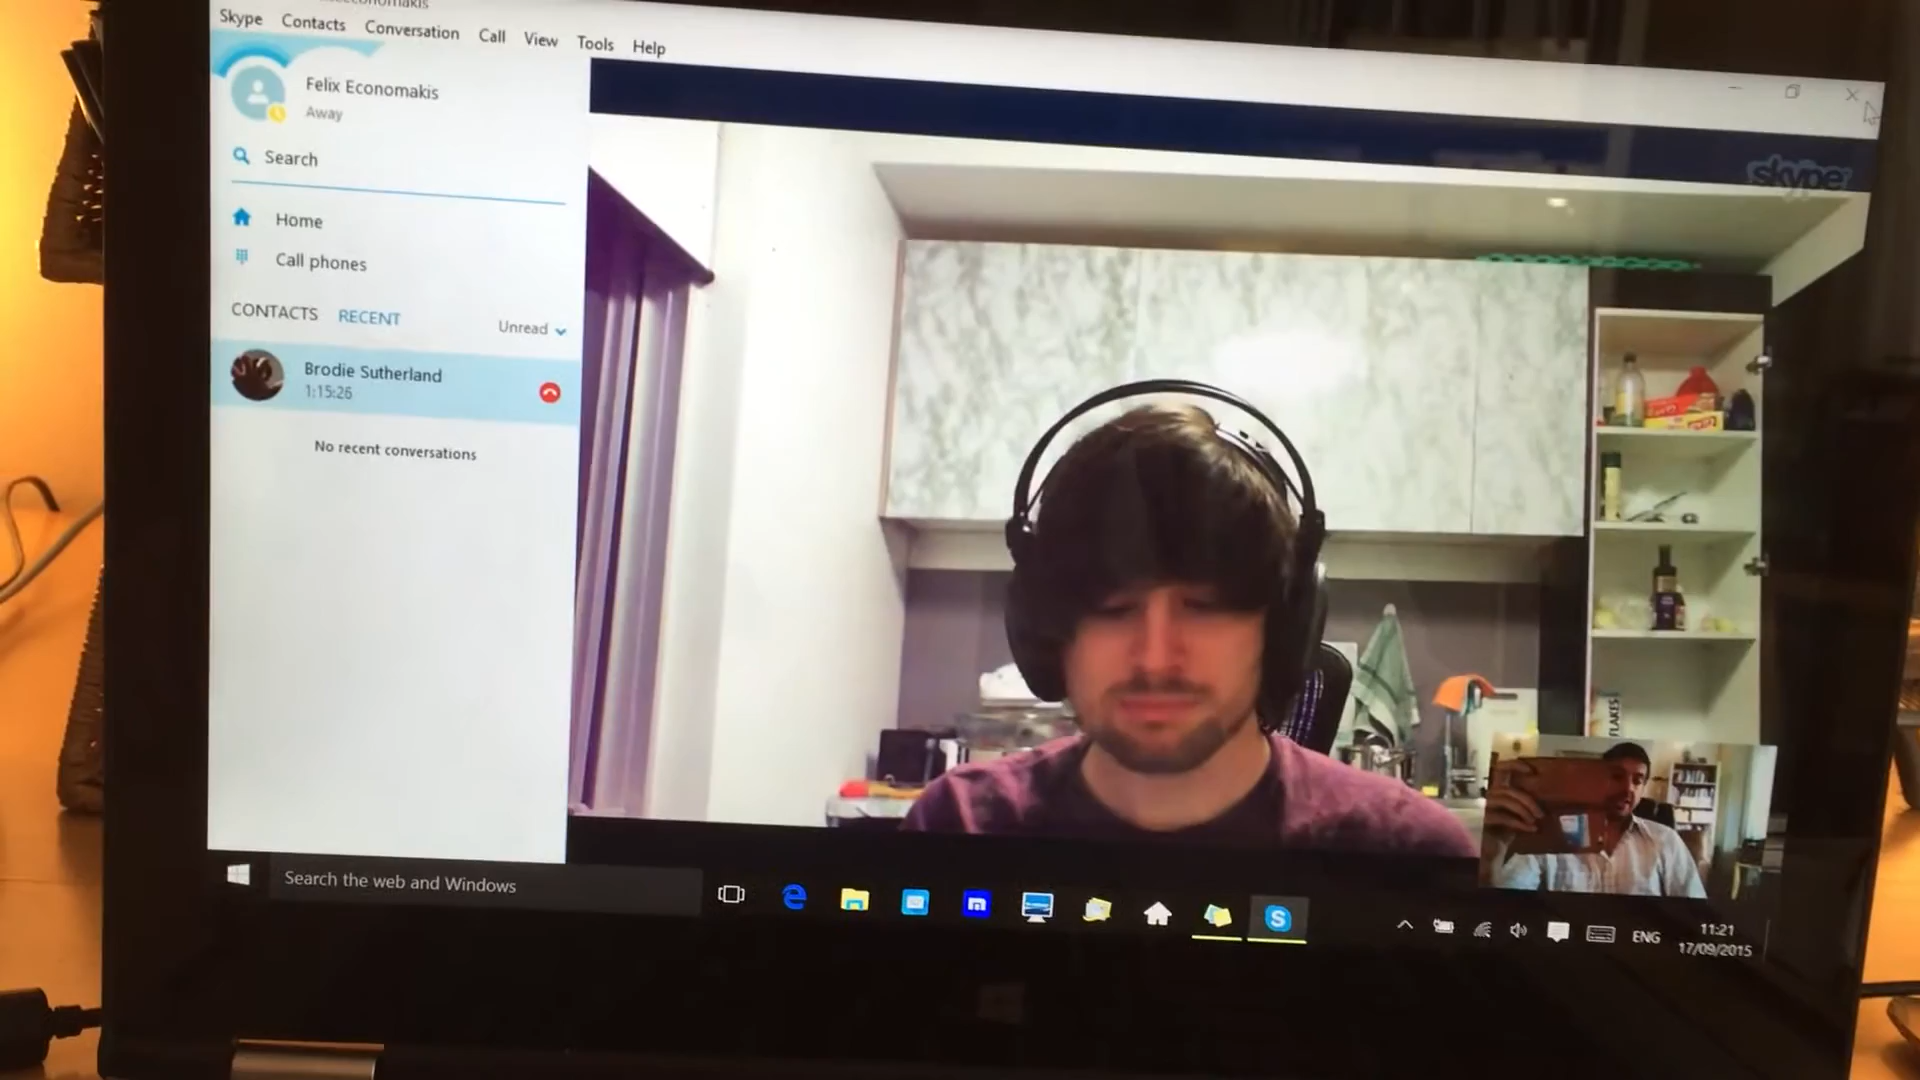 Skype Contacts Conversation Call View Tools Help
Felix Economakis
Away
Search
Home
Call phones
CONTACTS RECENT
Unread
Brodie Sutherland
1:15:26
No recent conversations
skype
FLAKES
Search the web and Windows
ENG
11:21
17/09/2015